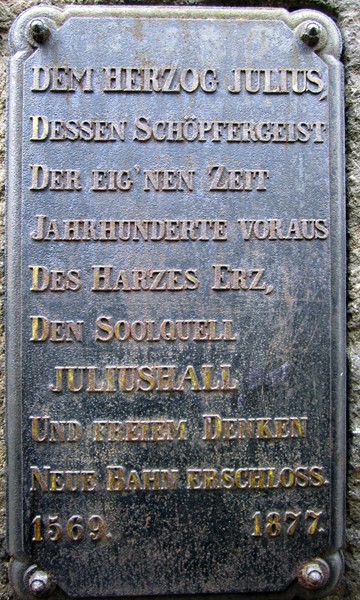 DEM HERZOG JULIUS,
DESSEN SCHÖPFERGEIST
DER EIG'NEN ZEIT
JAHRHUNDERTE VORAUS
DES HARZES ERZ,
DEN SOOLQUELL
JULIUSHALL
UND FREIEM DENKEN
NEUE BAHN ERSCHLOSS.
1569. 1877.